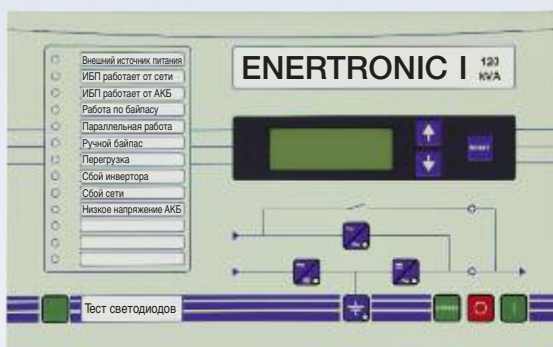 Внешний источник питания
ИБП работает от сети
ИБП работает от АКБ
Работа по байпасу
Параллельная работа
Ручной байпас
Перегрузка
Сбой инвертора
Сбой сети
Низкое напряжение АКБ
ENERTRONIC I
120
KVA
Тест светодиодов